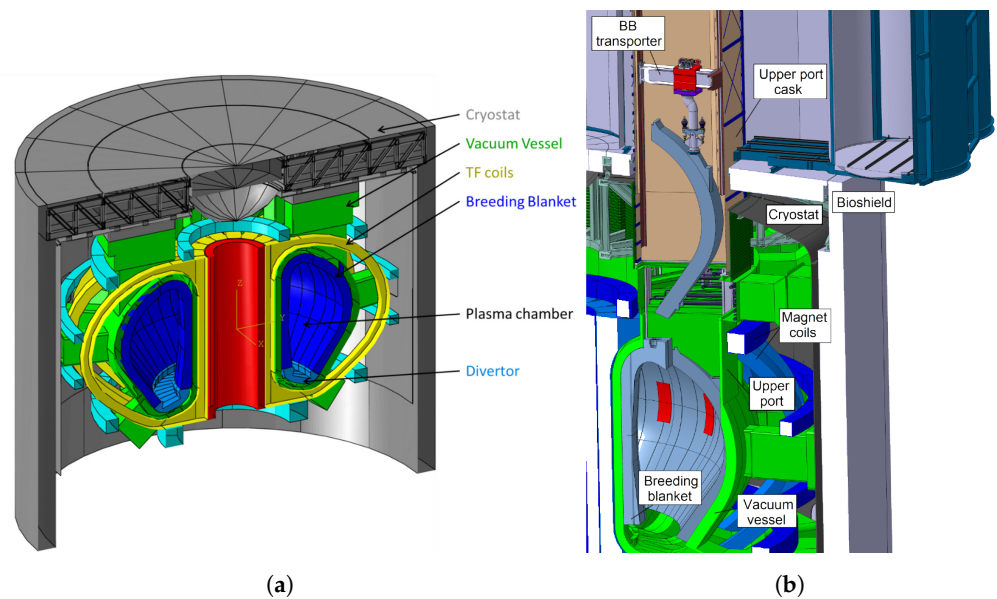 Cryostat
Vacuum Vessel
TF coils
Breeding Blanket
Plasma chamber
Divertor
Z
Y
X
(a)
BB
transporter
Upper port
cask
Cryostat
Bioshield
Magnet
coils
Upper
port
Breeding
blanket
Vacuum
vessel
(b)